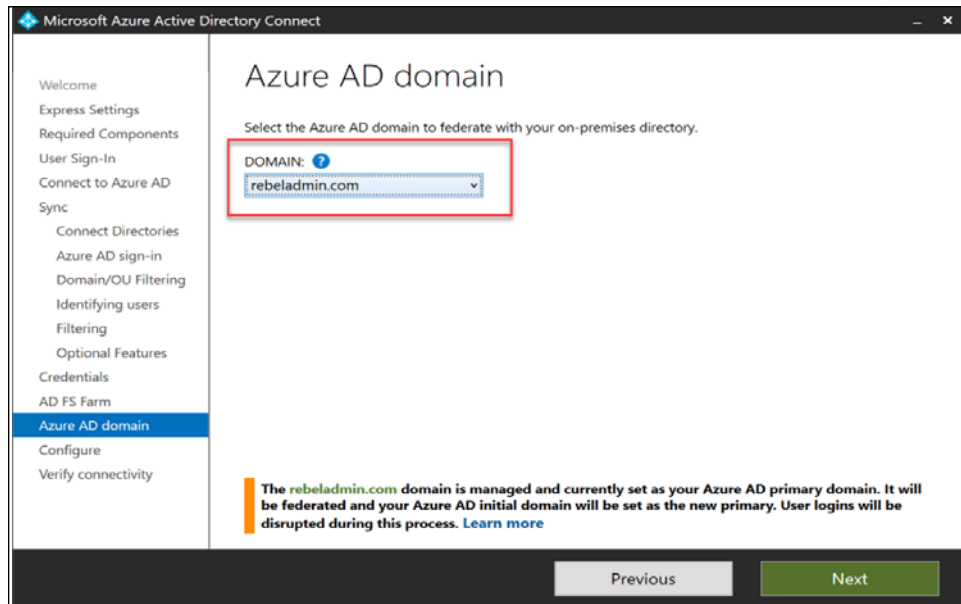 Microsoft Azure Active Directory Connect
Welcome
Express Settings
Required Components
User Sign-In
Connect to Azure AD
Sync
Connect Directories
Azure AD sign-in
Domain/OU Filtering
Identifying users
Filtering
Optional Features
Credentials
AD FS Farm
Azure AD domain
Configure
Verify connectivity
Azure AD domain
Select the Azure AD domain to federate with your on-premises directory.
DOMAIN: ?
rebeladmin.com
The rebeladmin.com domain is managed and currently set as your Azure AD primary domain. It will
be federated and your Azure AD initial domain will be set as the new primary. User logins will be
disrupted during this process. Learn more
Previous
Next